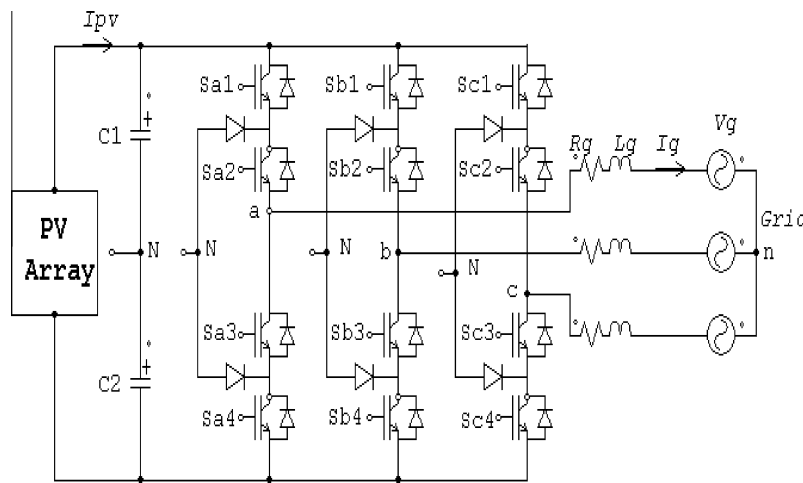 Ipv
Sa1
Sb1
Sc1
Vg
C1
+
Rg
Lg
Ig
Sa2
Sb2
Sc2
a
Grid
PV
Array
N
N
N
b
N
n
c
Sa3
Sb3
Sc3
+
C2
Sa4
Sb4
Sc4